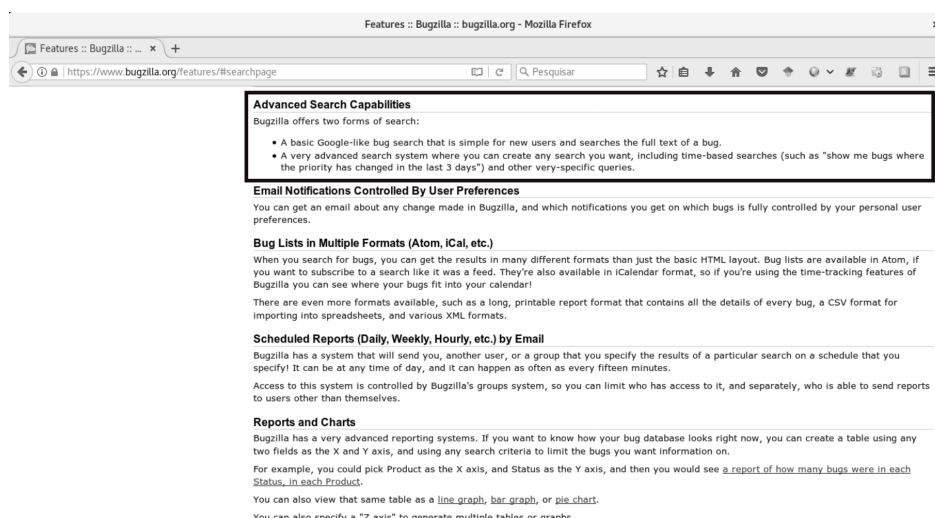 Features :: Bugzilla :: bugzilla.org - Mozilla Firefox
Features :: Bugzilla :: ...
https://www.bugzilla.org/features/#searchpage
Pesquisar
Advanced Search Capabilities
Bugzilla offers two forms of search:
• A basic Google-like bug search that is simple for new users and searches the full text of a bug.
• A very advanced search system where you can create any search you want, including time-based searches (such as "show me bugs where
the priority has changed in the last 3 days") and other very-specific queries.
Email Notifications Controlled By User Preferences
You can get an email about any change made in Bugzilla, and which notifications you get on which bugs is fully controlled by your personal user
preferences.
Bug Lists in Multiple Formats (Atom, iCal, etc.)
When you search for bugs, you can get the results in many different formats than just the basic HTML layout. Bug lists are available in Atom, if
you want to subscribe to a search like it was a feed. They're also available in iCalendar format, so if you're using the time-tracking features of
Bugzilla you can see where your bugs fit into your calendar!
There are even more formats available, such as a long, printable report format that contains all the details of every bug, a CSV format for
importing into spreadsheets, and various XML formats.
Scheduled Reports (Daily, Weekly, Hourly, etc.) by Email
Bugzilla has a system that will send you, another user, or a group that you specify the results of a particular search on a schedule that you
specify! It can be at any time of day, and it can happen as often as every fifteen minutes.
Access to this system is controlled by Bugzilla's groups system, so you can limit who has access to it, and separately, who is able to send reports
to users other than themselves.
Reports and Charts
Bugzilla has a very advanced reporting systems. If you want to know how your bug database looks right now, you can create a table using any
two fields as the X and Y axis, and using any search criteria to limit the bugs you want information on.
For example, you could pick Product as the X axis, and Status as the Y axis, and then you would see a report of how many bugs were in each
Status, in each Product.
You can also view that same table as a line graph, bar graph, or pie chart.
You can also specify a "Z axis" to generate multiple tables or graphs.